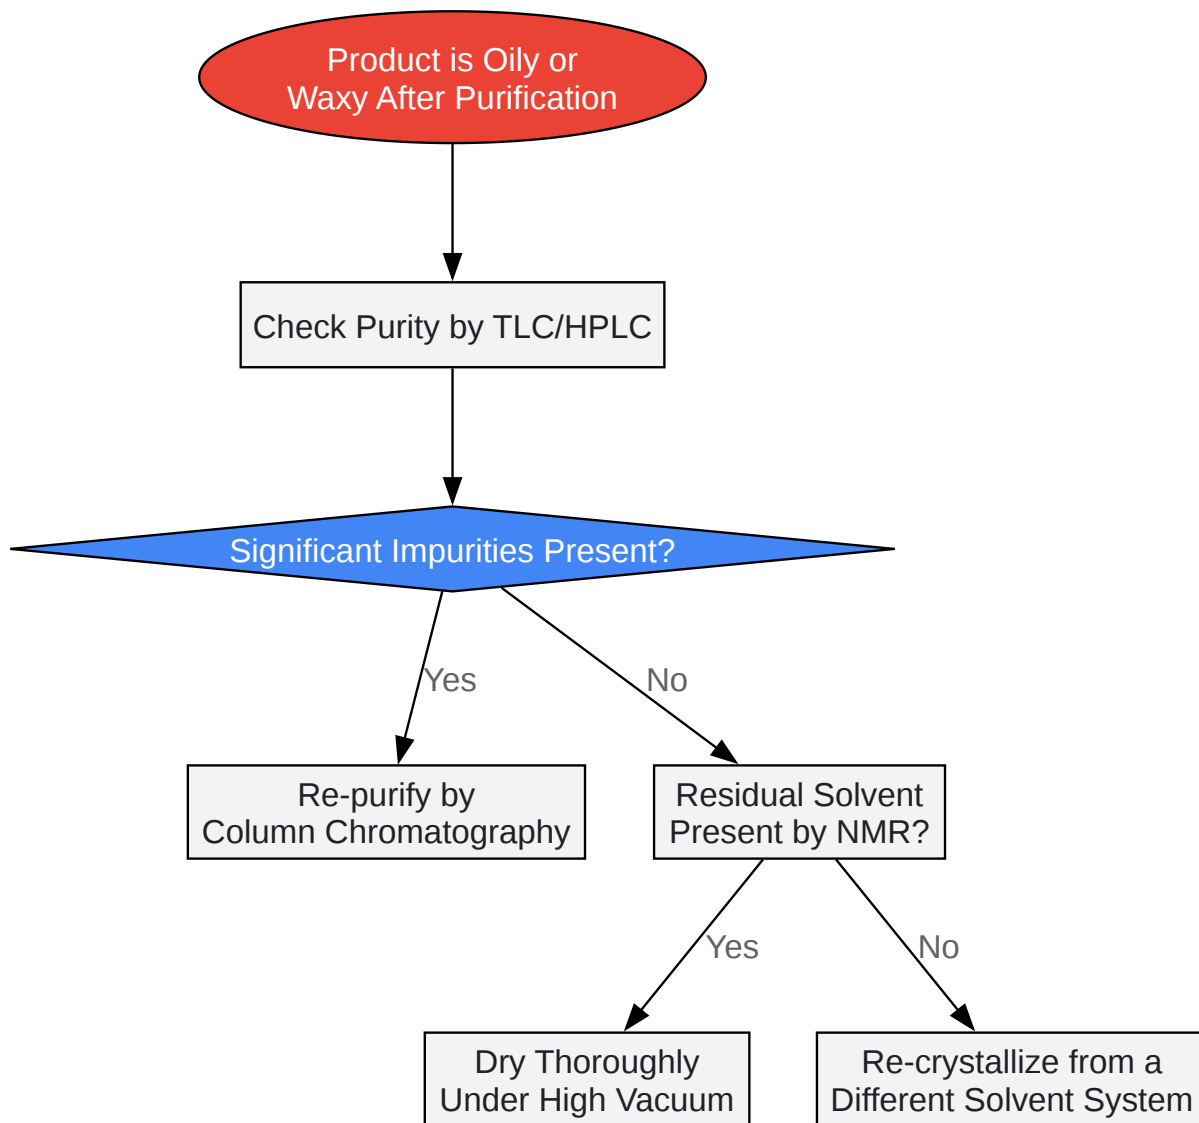 Product is Oily or
Waxy After Purification
Check Purity by TLC/HPLC
Significant Impurities Present?
Yes
No
Re-purify by
Column Chromatography
Residual Solvent
Present by NMR?
Yes
No
Dry Thoroughly
Under High Vacuum
Re-crystallize from a
Different Solvent System